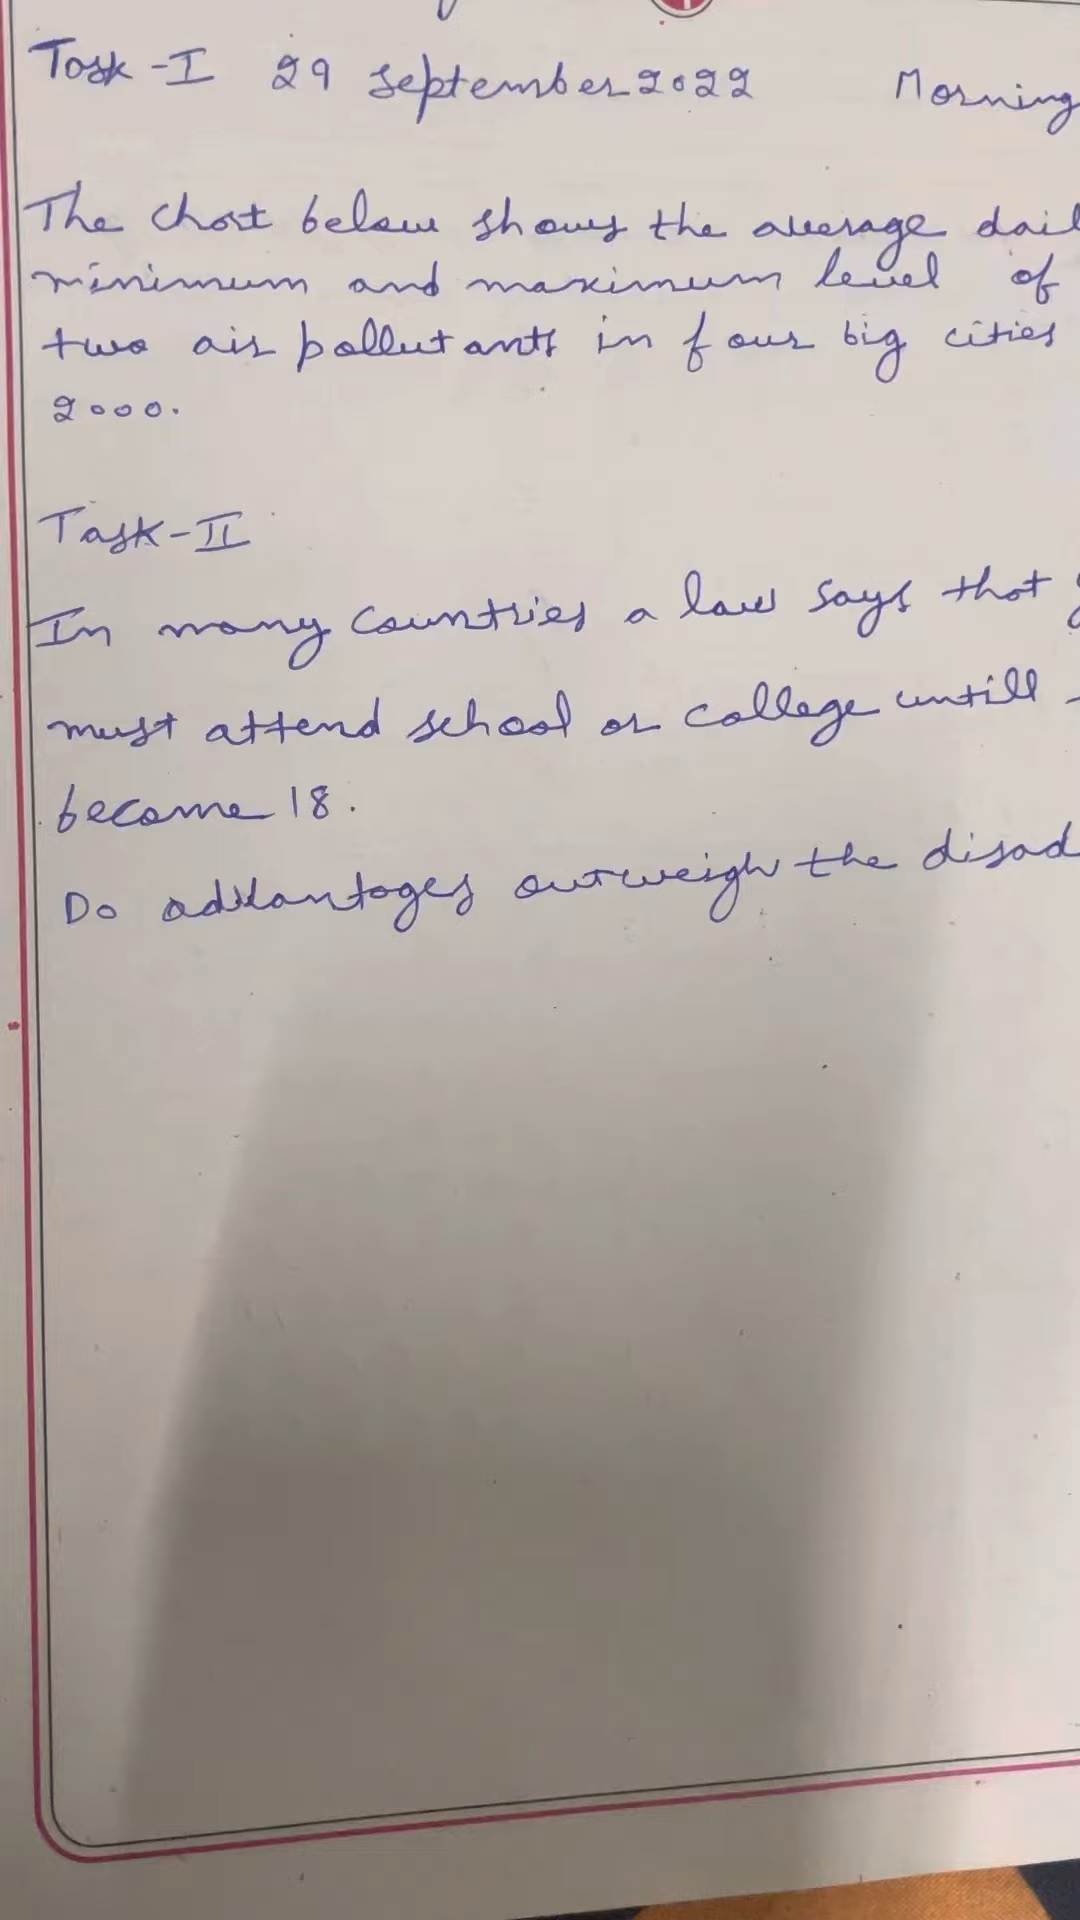 Task-I 29 September 2022 Morning
The chart below shows the average dail
minimum and maximum level of
two air pollutants in four big cities
2000.
Task-II
In many countries a law says that
must attend school or college untill
become 18.
Do advantages outweigh the disad